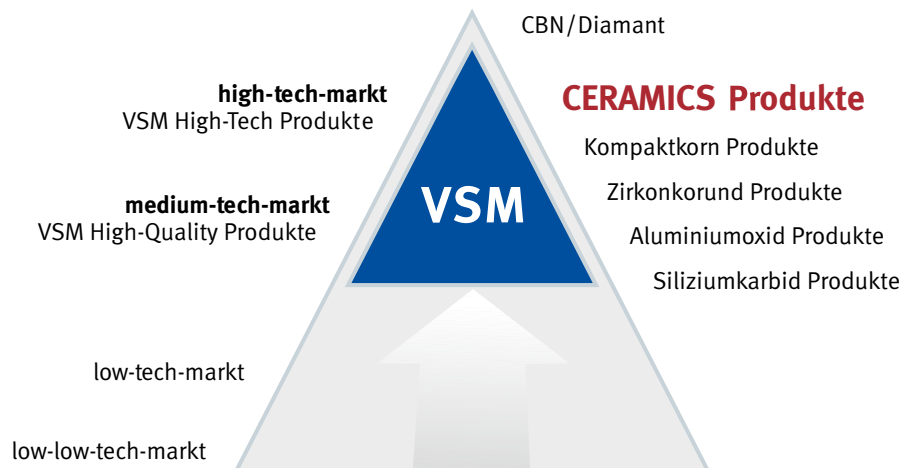 CBN/Diamant
high-tech-markt
VSM High-Tech Produkte
CERAMICS Produkte
Kompaktkorn Produkte
Zirkonkorund Produkte
medium-tech-markt
VSM High-Quality Produkte
VSM
Aluminiumoxid Produkte
Siliziumkarbid Produkte
low-tech-markt
low-low-tech-markt